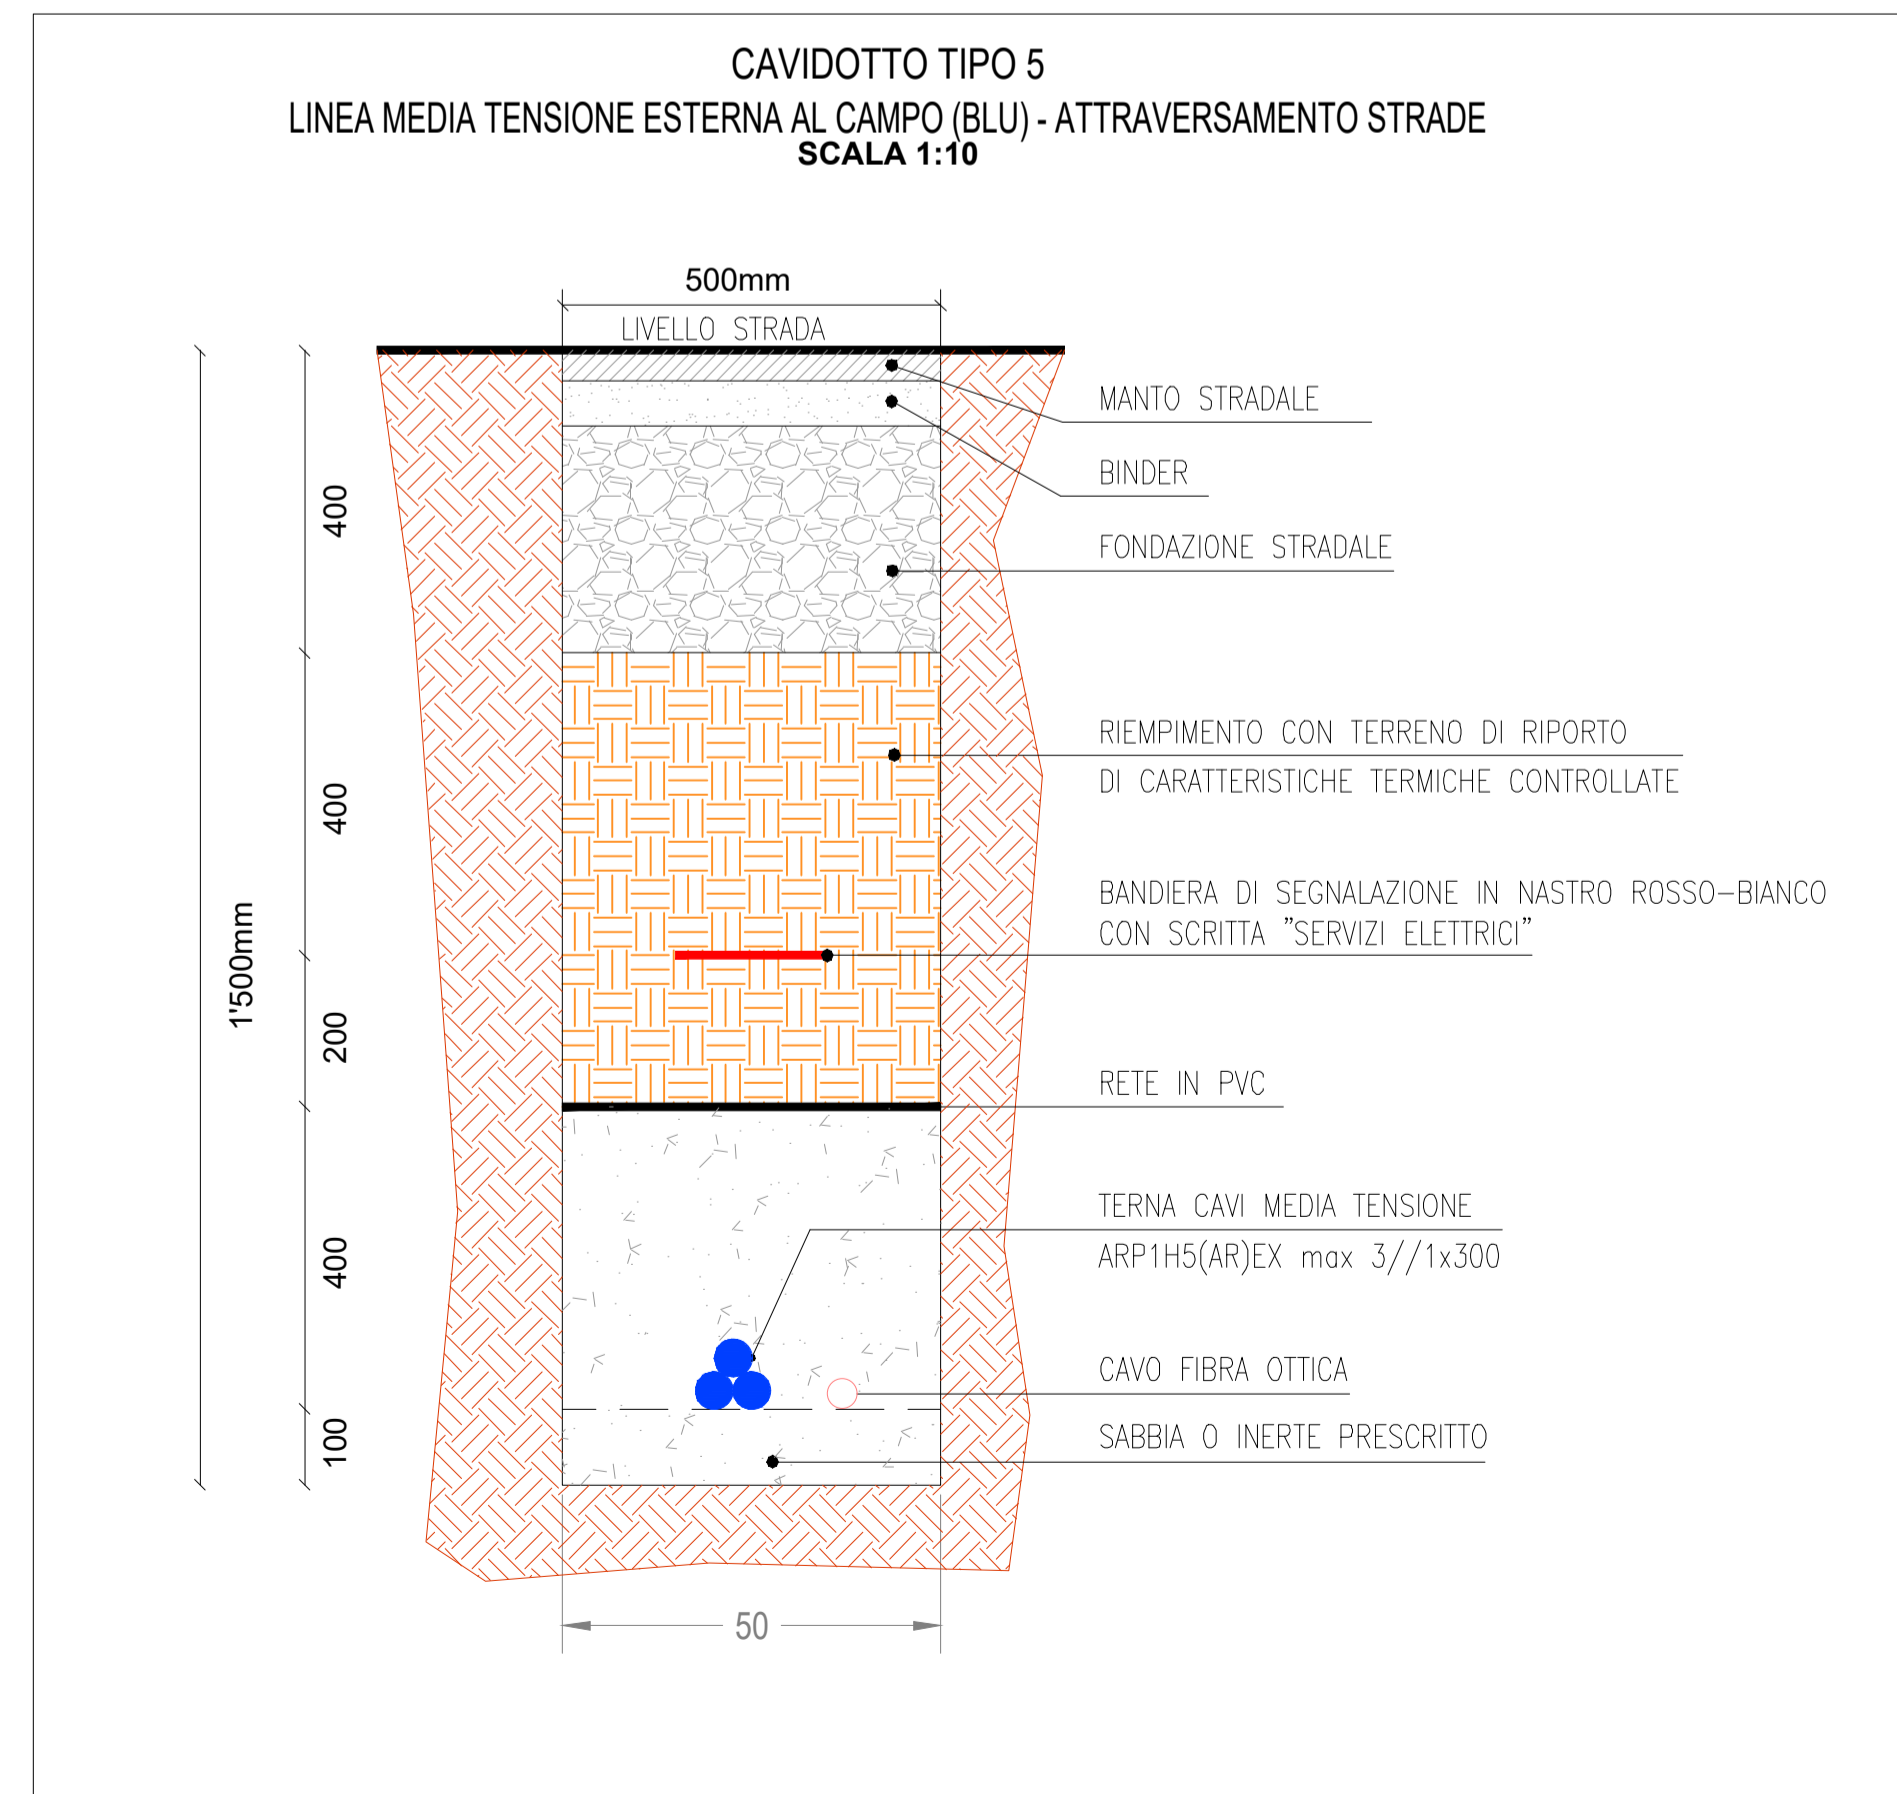 CAVIDOTTO TIPO 5
LINEA MEDIA TENSIONE ESTERNA AL CAMPO (BLU) - ATTRAVERSAMENTO STRADE
SCALA 1:10
500mm
LIVELLO STRADA
MANTO STRADALE
BINDER
400
FONDAZIONE STRADALE
RIEMPIMENTO CON TERRENO DI RIPORTO
DI CARATTERISTICHE TERMICHE CONTROLLATE
400
BANDIERA DI SEGNALAZIONE IN NASTRO ROSSO-BIANCO
CON SCRITTA "SERVIZI ELETTRICI"
1'500mm
200
RETE IN PVC
TERNA CAVI MEDIA TENSIONE
ARP1H5(AR)EX max 3//1x300
400
CAVO FIBRA OTTICA
SABBIA O INERTE PRESCRITTO
100
50